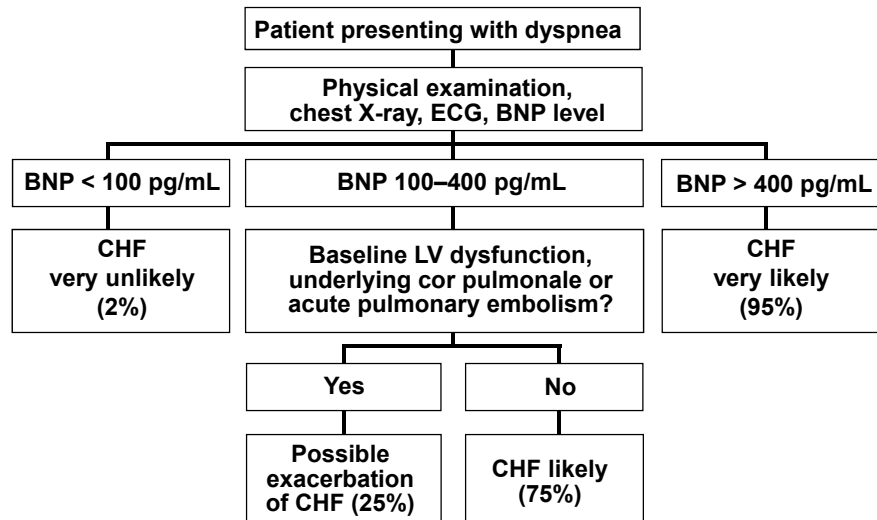 Patient presenting with dyspnea
Physical examination,
chest X-ray, ECG, BNP level
BNP < 100 pg/mL
BNP 100–400 pg/mL
BNP > 400 pg/mL
CHF
very unlikely
(2%)
Baseline LV dysfunction,
underlying cor pulmonale or
acute pulmonary embolism?
CHF
very likely
(95%)
Yes
No
Possible
exacerbation
of CHF (25%)
CHF likely
(75%)